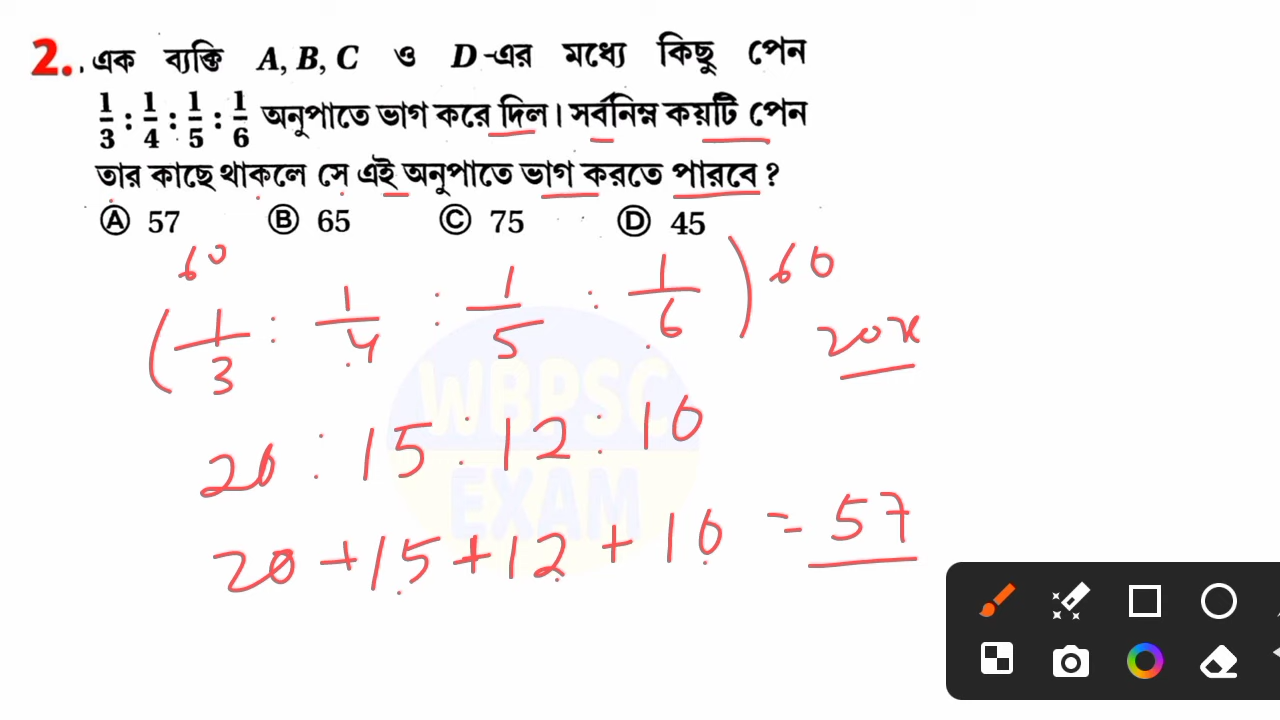 2. এক ব্যক্তি A, B, C ও D-এর মধ্যে কিছু পেন
1/3 : 1/4 : 1/5 : 1/6 অনুপাতে ভাগ করে দিল। সর্বনিম্ন কয়টি পেন
তার কাছে থাকলে সে এই অনুপাতে ভাগ করতে পারবে ?
Ⓐ 57 Ⓑ 65 Ⓒ 75 Ⓓ 45
60
(1/3 : 1/4 : 1/5 : 1/6) 60
20x
20 : 15 : 12 : 10
20 + 15 + 12 + 10 = 57
WBPSC
EXAM